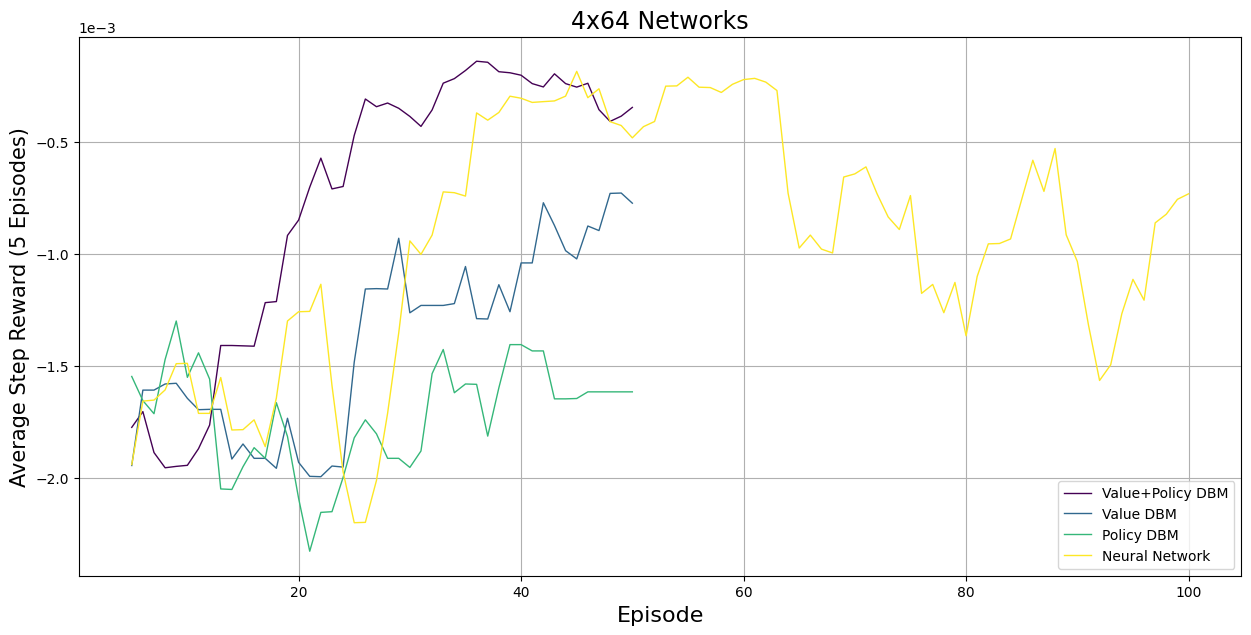 4x64 Networks
1e−3
Average Step Reward (5 Episodes)
−0.5
−1.0
−1.5
−2.0
20
40
60
80
100
Episode
Value+Policy DBM
Value DBM
Policy DBM
Neural Network